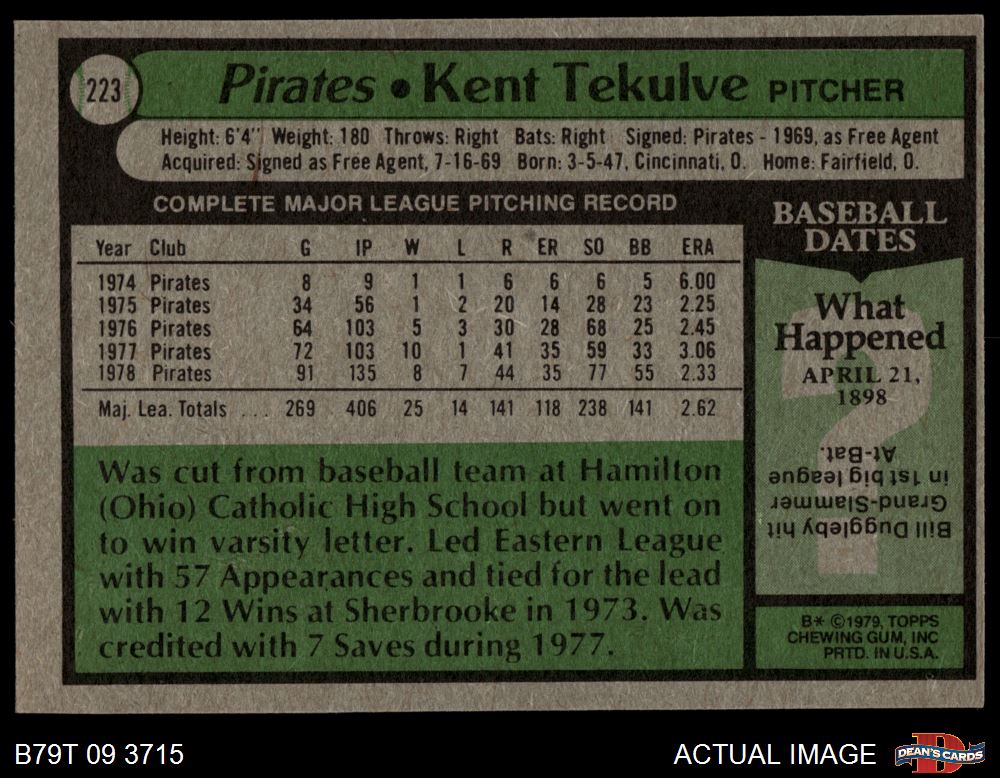 223
Pirates • Kent Tekulve PITCHER
Height: 6'4" Weight: 180 Throws: Right Bats: Right Signed: Pirates - 1969, as Free Agent
Acquired: Signed as Free Agent, 7-16-69 Born: 3-5-47, Cincinnati, O. Home: Fairfield, O.
COMPLETE MAJOR LEAGUE PITCHING RECORD
Year Club G IP W L R ER SO BB ERA
1974 Pirates 8 9 1 1 6 6 6 5 6.00
1975 Pirates 34 56 1 2 20 14 28 23 2.25
1976 Pirates 64 103 5 3 30 28 68 25 2.45
1977 Pirates 72 103 10 1 41 35 59 33 3.06
1978 Pirates 91 135 8 7 44 35 77 55 2.33
Maj. Lea. Totals ... 269 406 25 14 141 118 238 141 2.62
Was cut from baseball team at Hamilton
(Ohio) Catholic High School but went on
to win varsity letter. Led Eastern League
with 57 Appearances and tied for the lead
with 12 Wins at Sherbrooke in 1973. Was
credited with 7 Saves during 1977.
BASEBALL
DATES
What
Happened
APRIL 21,
1898
?
Bill Duggleby hit
Grand-Slammer
in 1st big league
At-Bat.
B* ©1979, TOPPS
CHEWING GUM, INC
PRTD. IN U.S.A.
B79T 09 3715
ACTUAL IMAGE
DEAN'S CARDS